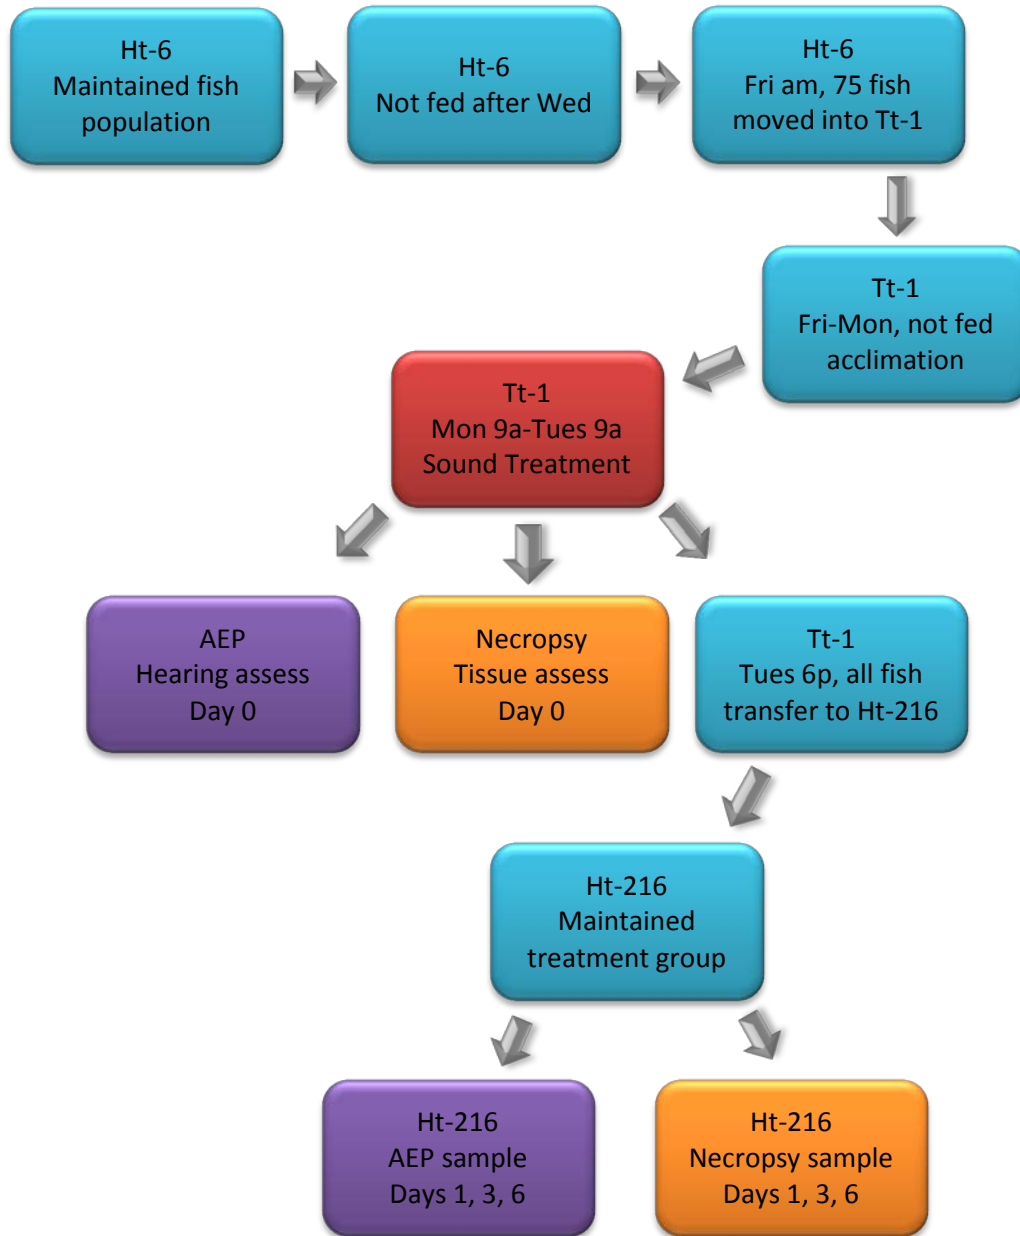 Ht-6
Maintained fish
population
Ht-6
Not fed after Wed
Ht-6
Fri am, 75 fish
moved into Tt-1
Tt-1
Fri-Mon, not fed
acclimation
Tt-1
Mon 9a-Tues 9a
Sound Treatment
AEP
Hearing assess
Day 0
Necropsy
Tissue assess
Day 0
Tt-1
Tues 6p, all fish
transfer to Ht-216
Ht-216
Maintained
treatment group
Ht-216
AEP sample
Days 1, 3, 6
Ht-216
Necropsy sample
Days 1, 3, 6